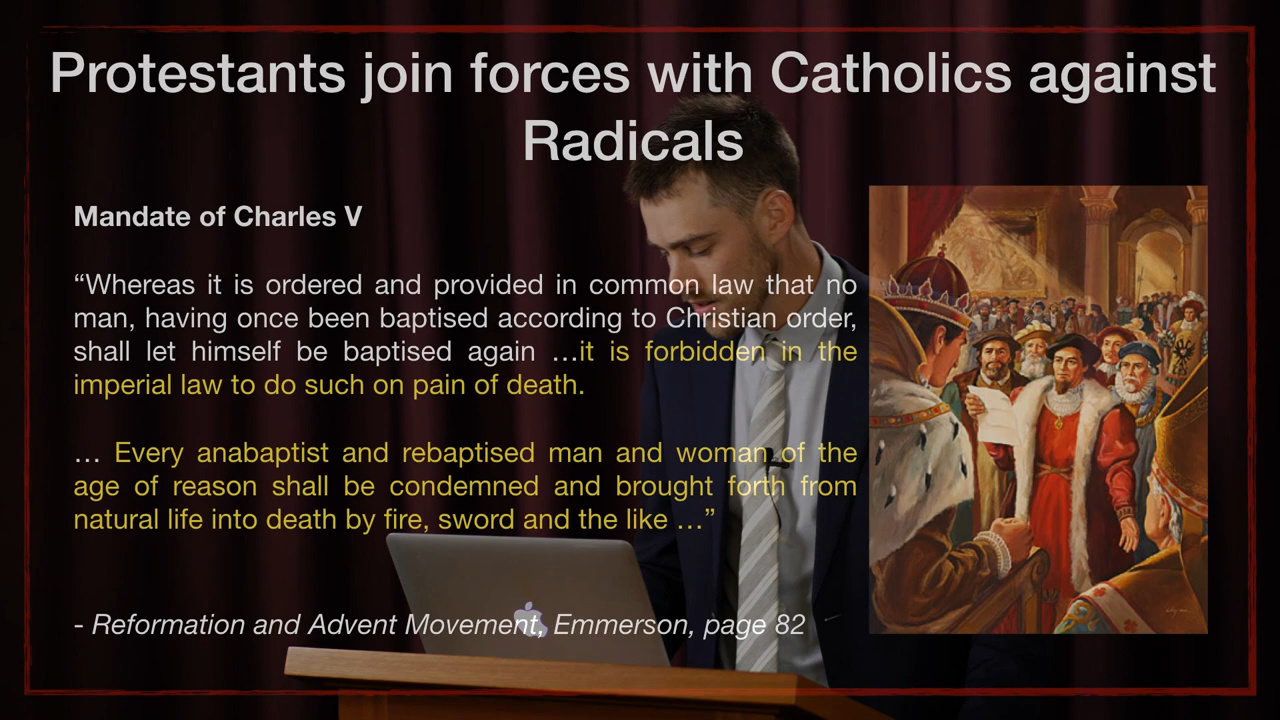 Protestants join forces with Catholics against
Radicals
Mandate of Charles V
“Whereas it is ordered and provided in common law that no
man, having once been baptised according to Christian order,
shall let himself be baptised again …it is forbidden in the
imperial law to do such on pain of death.
… Every anabaptist and rebaptised man and woman of the
age of reason shall be condemned and brought forth from
natural life into death by fire, sword and the like …”
- Reformation and Advent Movement, Emmerson, page 82